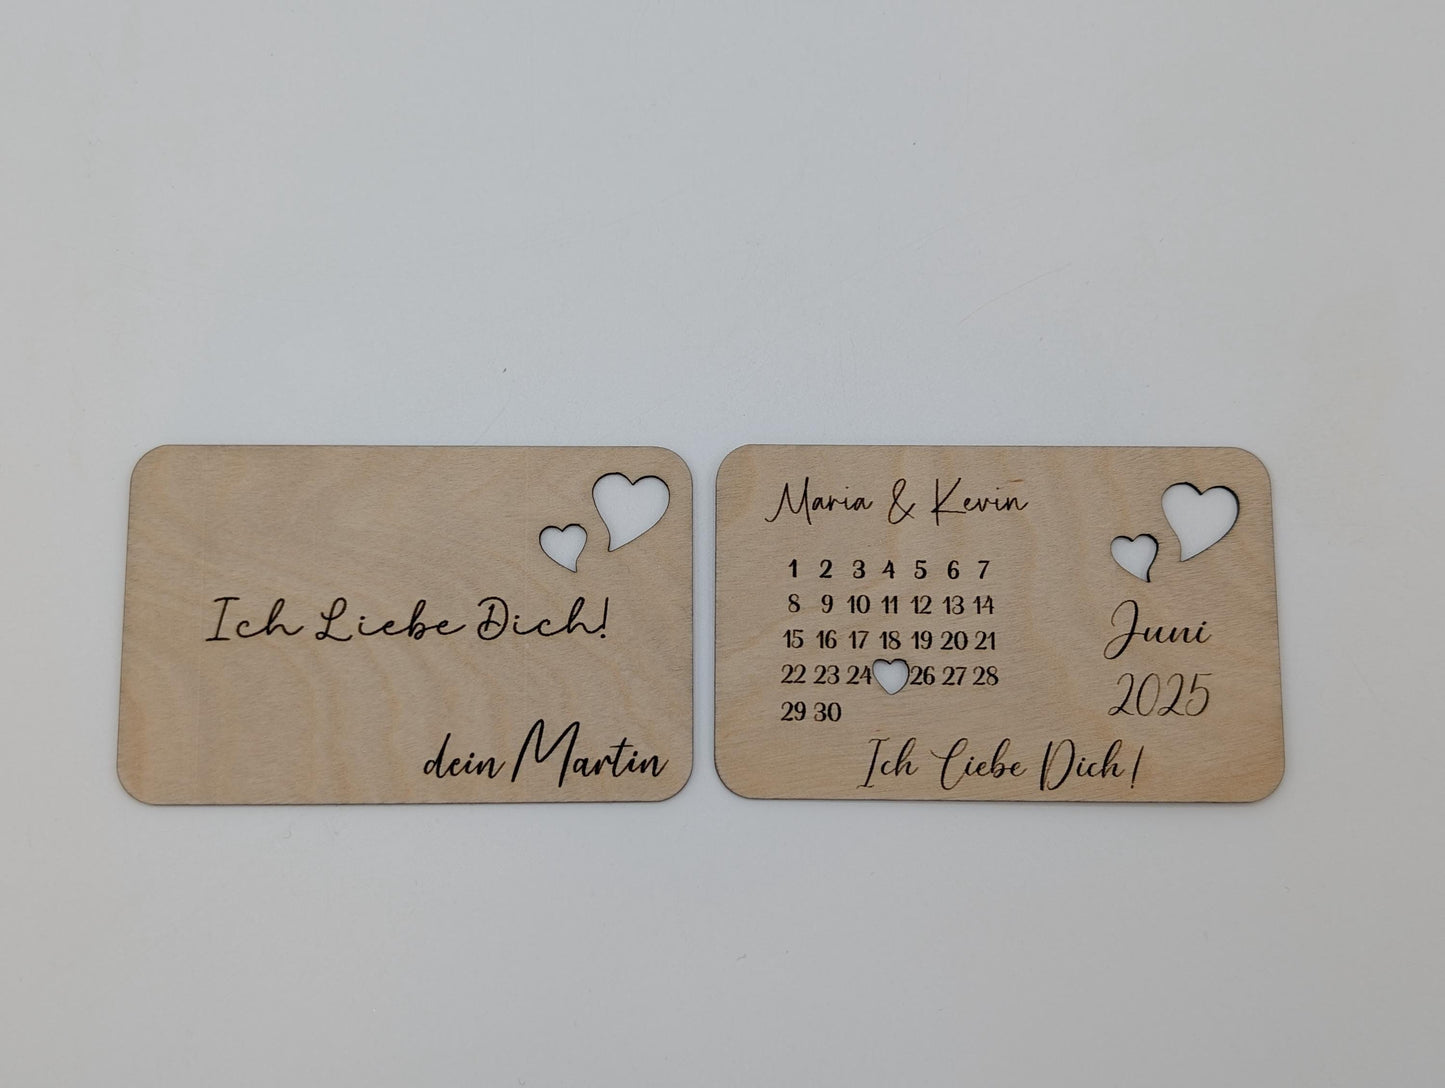 Ich Liebe Dich!
dein Martin
Maria & Kevin
1 2 3 4 5 6 7
8 9 10 11 12 13 14
15 16 17 18 19 20 21
22 23 24 26 27 28
29 30
Juni
2025
Ich Liebe Dich!